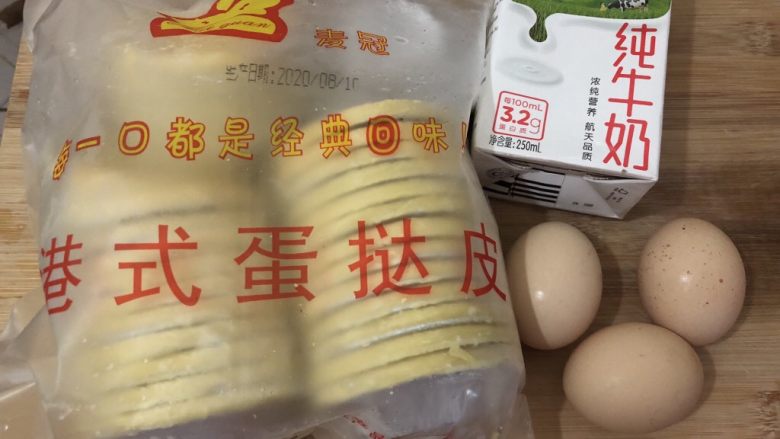 麦冠
生产日期:2020/08/10
每一口都是经典回味!
港式蛋挞皮
纯牛奶
浓纯营养 航天品质
每100mL
3.2g
蛋白质
净含量:250mL